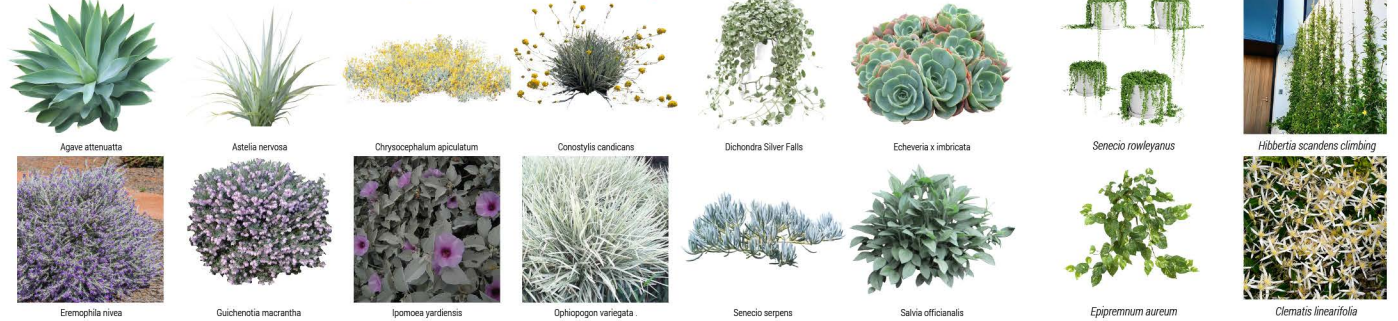 Agave attenuatta
Astelia nervosa
Chrysocephalum apiculatum
Conostylis candicans
Dichondra Silver Falls
Echeveria x imbricata
Senecio rowleyanus
Hibbertia scandens climbing
Eremophila nivea
Guichenotia macrantha
Ipomoea yardiensis
Ophiopogon variegata .
Senecio serpens
Salvia officianalis
Epipremnum aureum
Clematis linearifolia